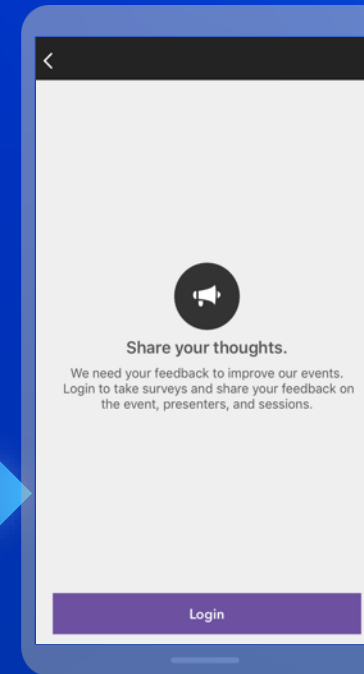 Share your thoughts.
We need your feedback to improve our events.
Login to take surveys and share your feedback on
the event, presenters, and sessions.
Login